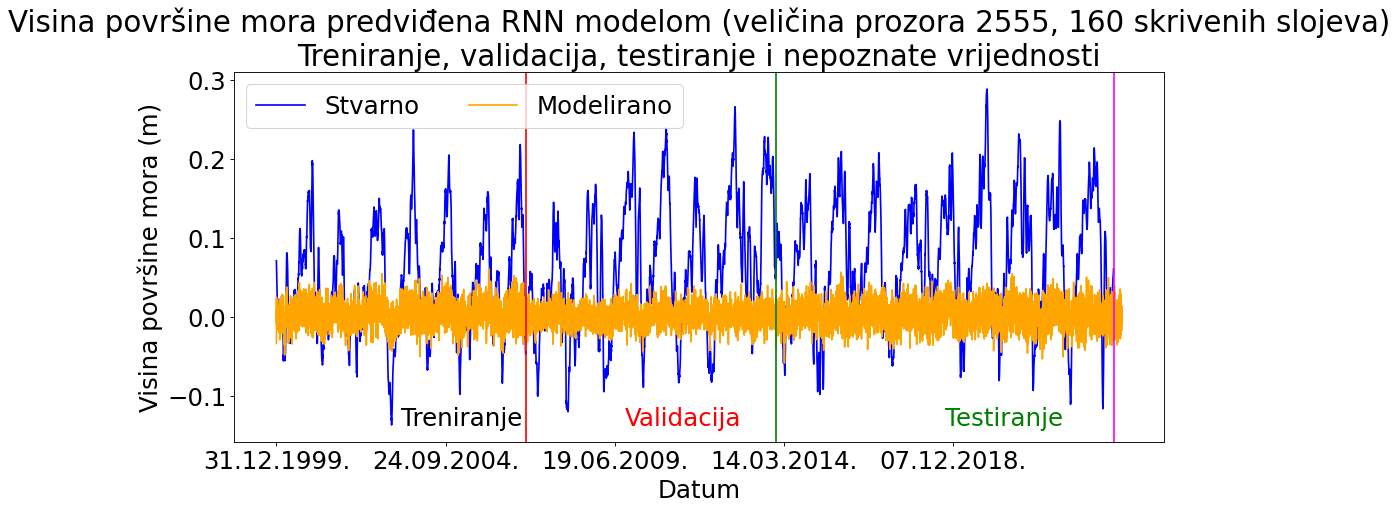 Visina površine mora predviđena RNN modelom (veličina prozora 2555, 160 skrivenih slojeva)
Treniranje, validacija, testiranje i nepoznate vrijednosti
Stvarno Modelirano
Visina površine mora (m)
0.3
0.2
0.1
0.0
−0.1
Treniranje Validacija Testiranje
31.12.1999. 24.09.2004. 19.06.2009. 14.03.2014. 07.12.2018.
Datum